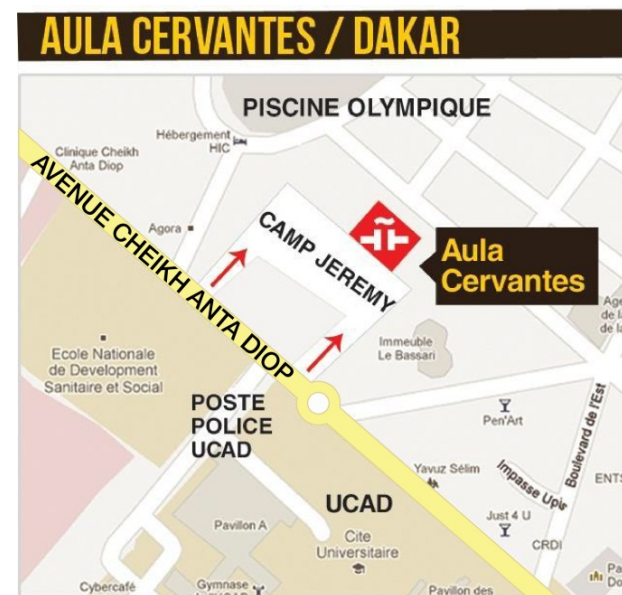 AULA CERVANTES / DAKAR
PISCINE OLYMPIQUE
Hébergement
HIC
Clinique Cheikh
Anta Diop
AVENUE CHEIKH ANTA DIOP
Agora
CAMP JEREMY
Aula
Cervantes
Immeuble
Le Bassari
Ecole Nationale
de Development
Sanitaire et Social
POSTE
POLICE
UCAD
Pen'Art
Boulevard de l'Est
Yavuz Sélim
Impasse Upis
UCAD
Just 4 U
Pavillon A
Cite
Universitaire
CRDI
Cybercafé
Gymnase
Pavillon des